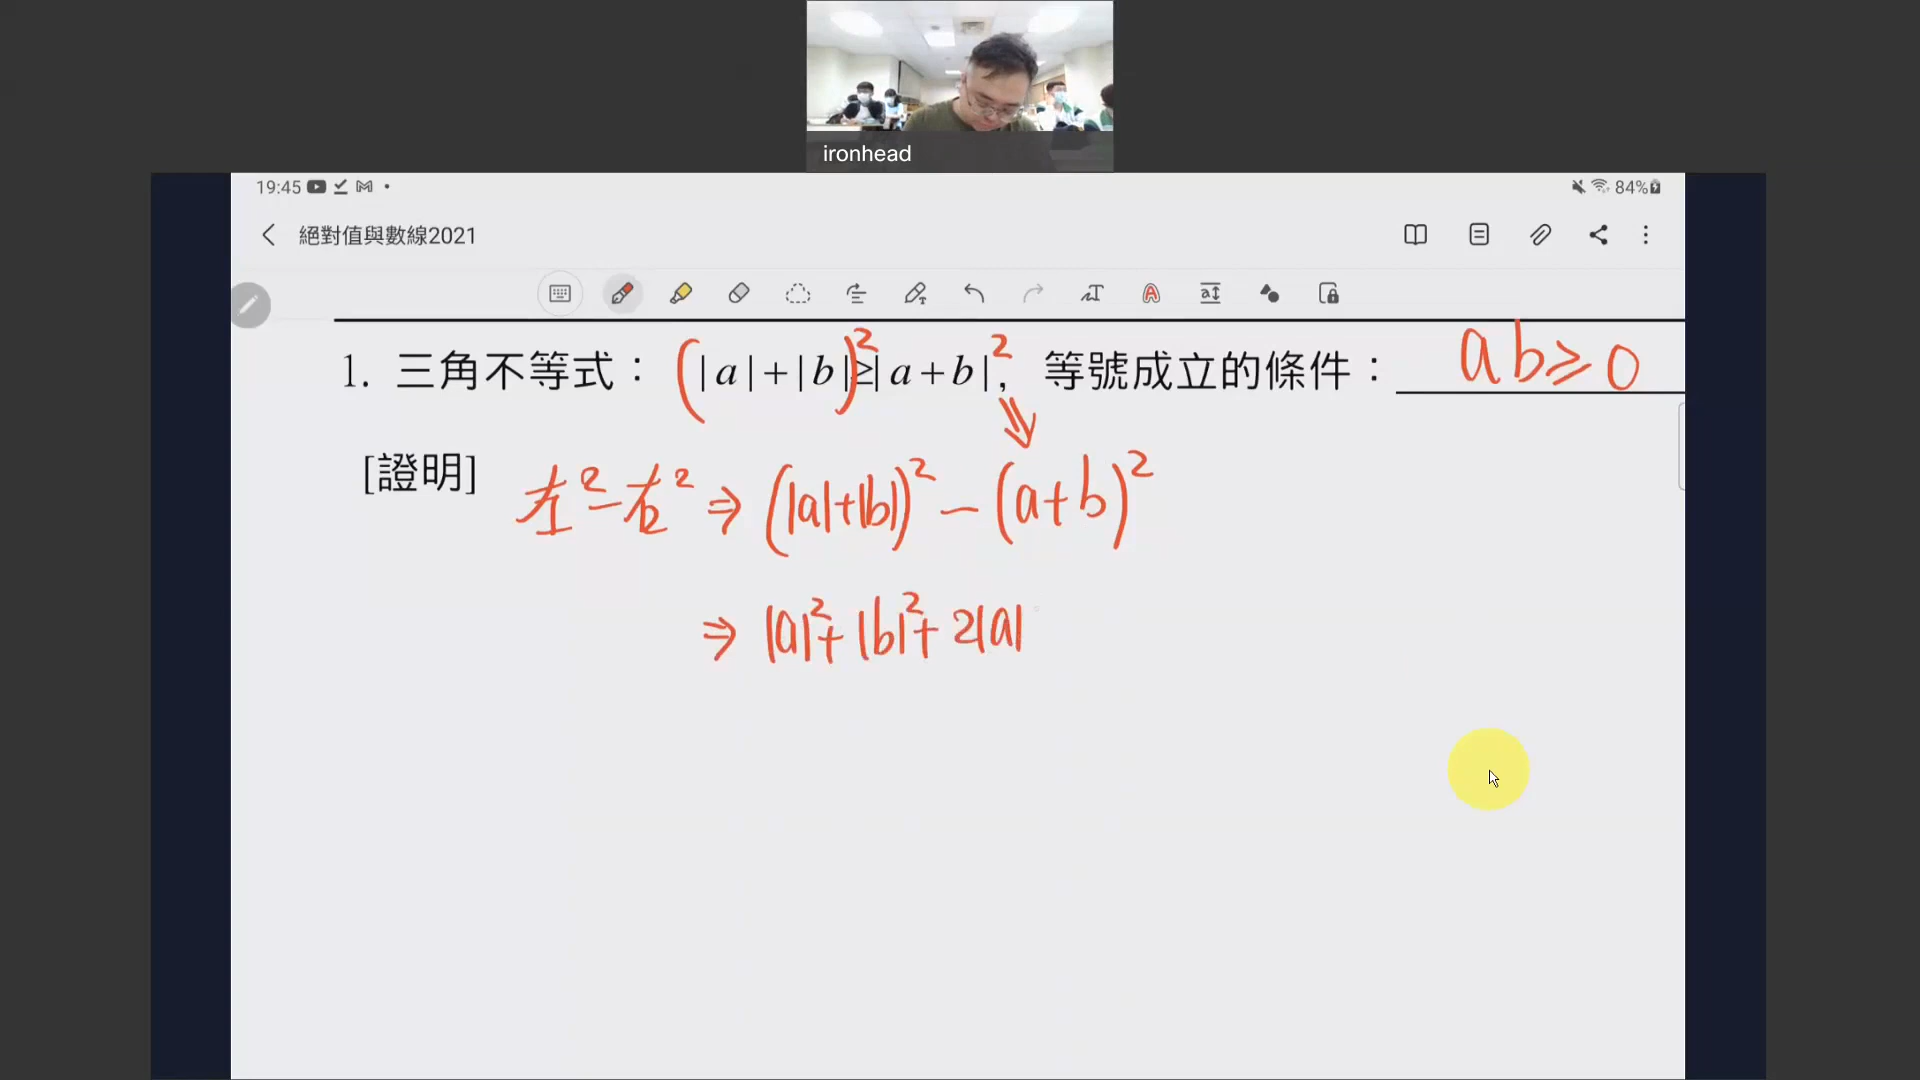 ironhead
19:45 84%
絕對值與數線2021
1. 三角不等式：(|a|+|b|)²≥|a+b|²，等號成立的條件：ab≥0
[證明] 左²-右² ⇒ (|a|+|b|)² - (a+b)²
⇒ |a|²+|b|²+2|a|